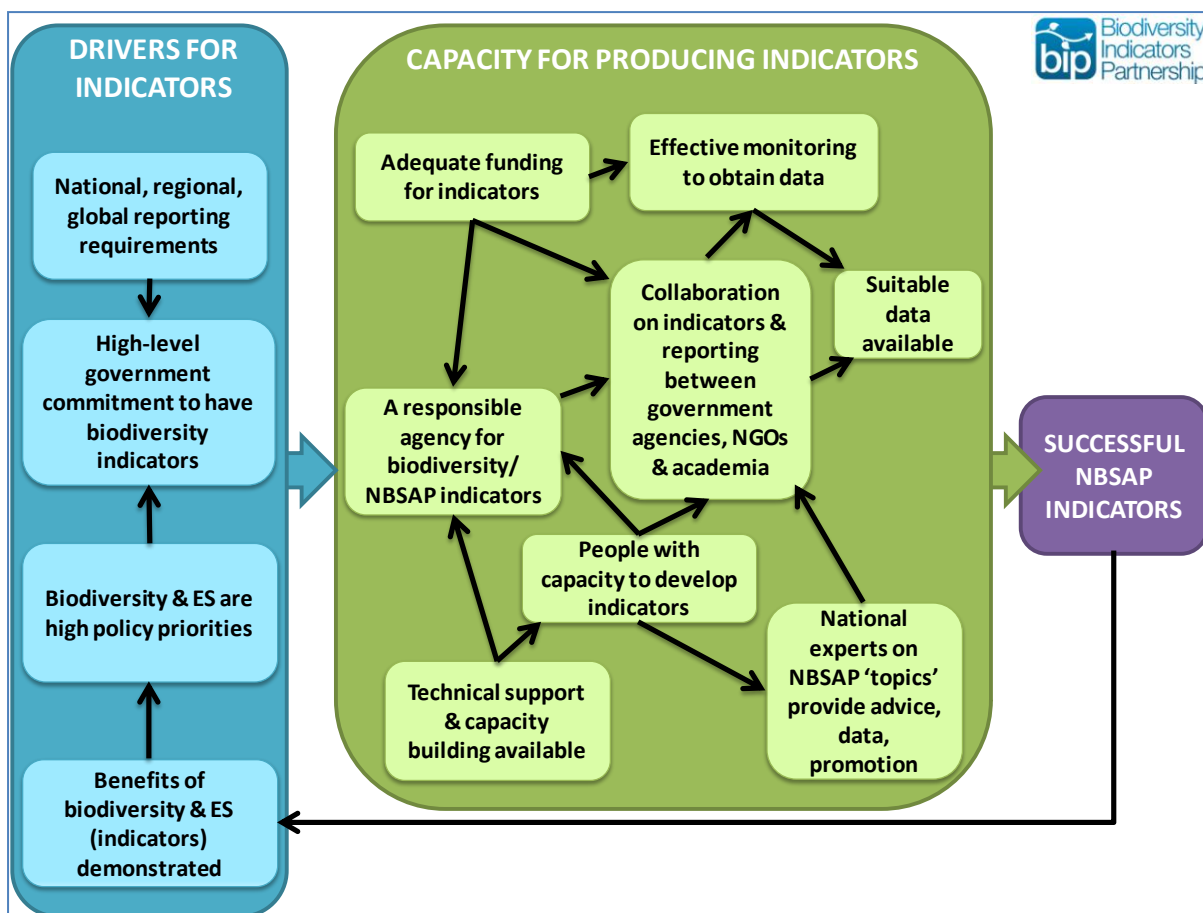 DRIVERS FOR
INDICATORS
National, regional,
global reporting
requirements
High-level
government
commitment to have
biodiversity
indicators
Biodiversity & ES are
high policy priorities
Benefits of
biodiversity & ES
(indicators)
demonstrated
CAPACITY FOR PRODUCING INDICATORS
Adequate funding
for indicators
Effective monitoring
to obtain data
Collaboration
on indicators &
reporting
between
government
agencies, NGOs
& academia
Suitable
data
available
A responsible
agency for
biodiversity/
NBSAP indicators
People with
capacity to develop
indicators
Technical support
& capacity
building available
National
experts on
NBSAP ‘topics’
provide advice,
data,
promotion
bip
Biodiversity
Indicators
Partnership
SUCCESSFUL
NBSAP
INDICATORS